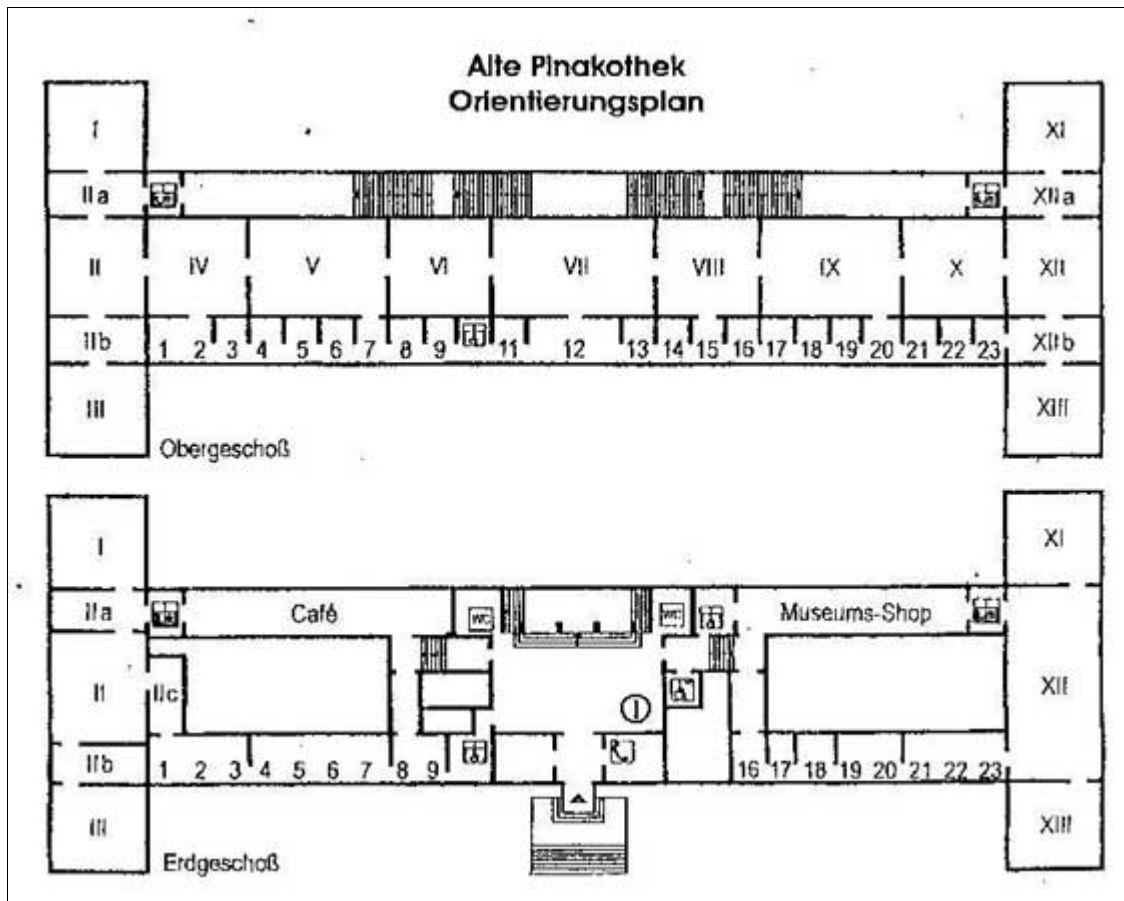 Alte Pinakothek
Orientierungsplan
I
XI
IIa
XIIa
II
IV
V
VI
VII
VIII
IX
X
XII
IIb
1 2 3 4 5 6 7 8 9 11 12 13 14 15 16 17 18 19 20 21 22 23
XIIb
III
XIII
Obergeschoß
I
XI
IIa
Café
WC
WC
Museums-Shop
II
IIc
XII
IIb
1 2 3 4 5 6 7 8 9
16 17 18 19 20 21 22 23
III
XIII
Erdgeschoß